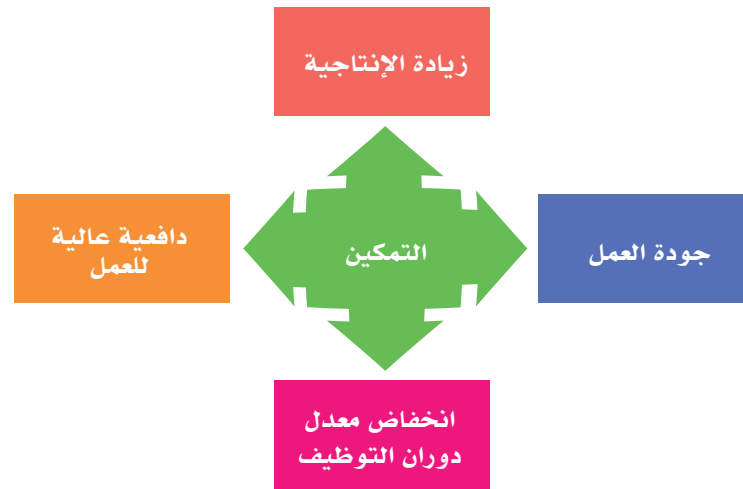 زيادة الإنتاجية
جودة العمل
التمكين
دافعية عالية
للعمل
انخفاض معدل
دوران التوظيف